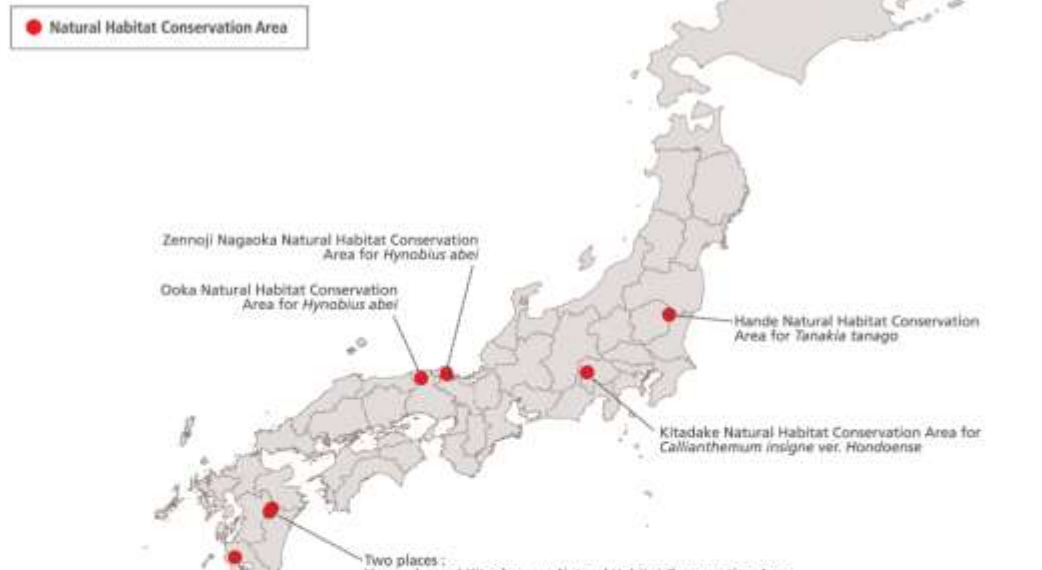 Natural Habitat Conservation Area
Zennoji Nagaoka Natural Habitat Conservation
Area for Hynobius abei
Ooka Natural Habitat Conservation
Area for Hynobius abei
Hande Natural Habitat Conservation
Area for Tanakia tanago
Kitadake Natural Habitat Conservation Area for
Callianthemum insigne ver. Hondoense
Two places :